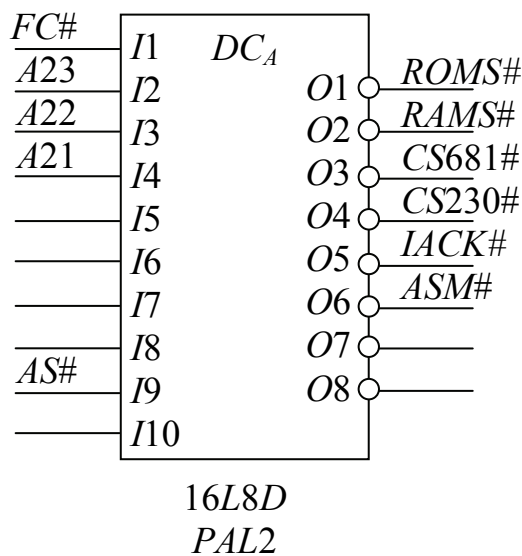 FC# I1 DCA
A23 I2 O1 ROMS#
A22 I3 O2 RAMS#
A21 I4 O3 CS681#
I5 O4 CS230#
I6 O5 IACK#
I7 O6 ASM#
I8 O7
AS# I9 O8
I10
16L8D
PAL2